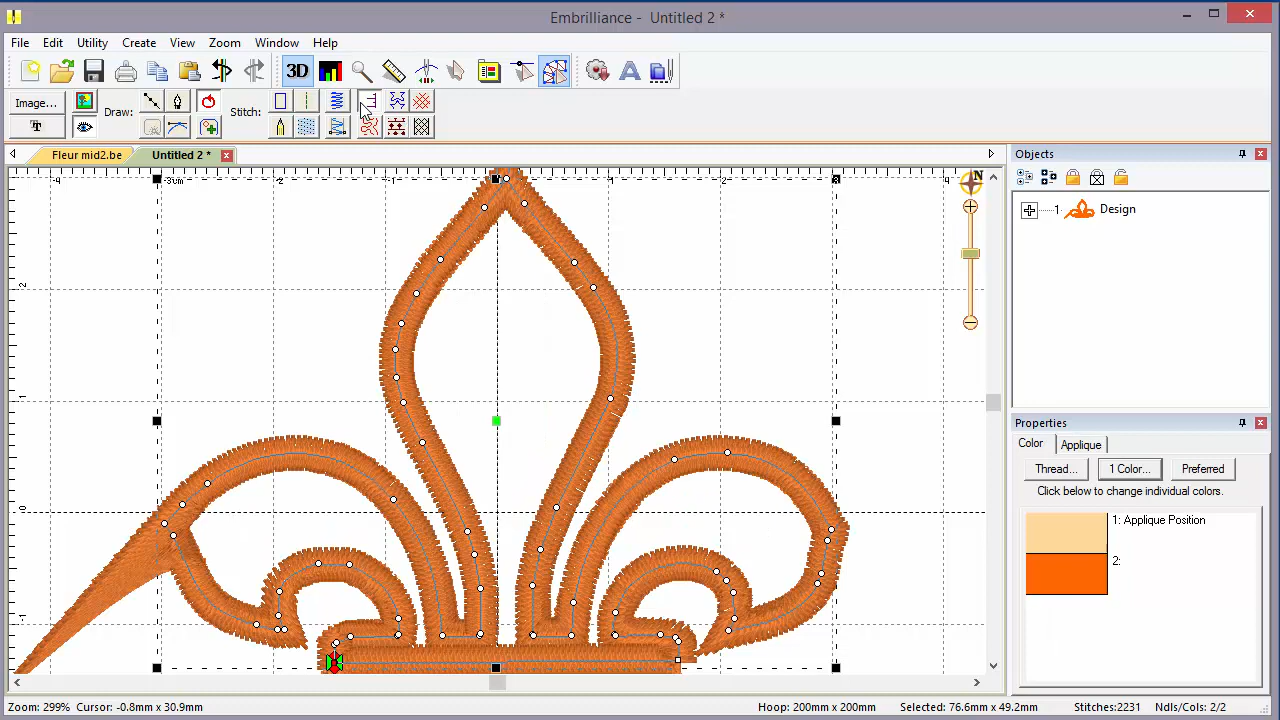 Embrilliance - Untitled 2 *
File Edit Utility Create View Zoom Window Help
3D
Image... Draw: Stitch:
T
Fleur mid2.be Untitled 2 *
Objects
1 Design
N
Properties
Color Applique
Thread... 1 Color... Preferred
Click below to change individual colors.
1: Applique Position
2:
Zoom: 299% Cursor: -0.8mm x 30.9mm Hoop: 200mm x 200mm Selected: 76.6mm x 49.2mm Stitches:2231 Ndls/Cols: 2/2